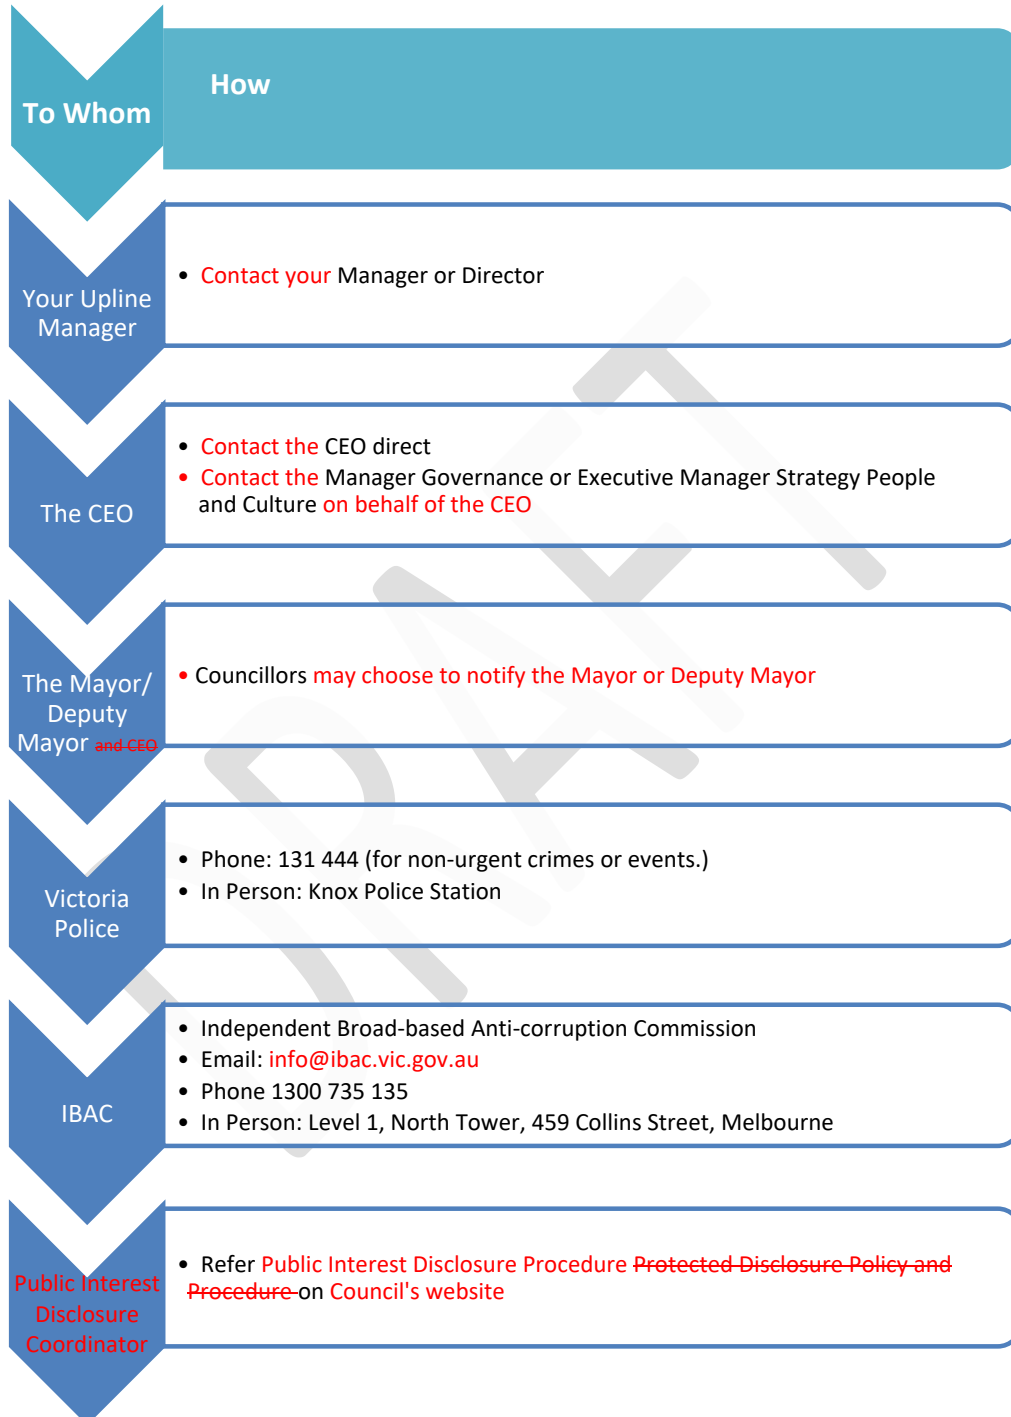 To Whom
How
Your Upline
Manager
• Contact your Manager or Director
The CEO
• Contact the CEO direct
• Contact the Manager Governance or Executive Manager Strategy People
and Culture on behalf of the CEO
The Mayor/
Deputy
Mayor and CEO
• Councillors may choose to notify the Mayor or Deputy Mayor
Victoria
Police
• Phone: 131 444 (for non-urgent crimes or events.)
• In Person: Knox Police Station
IBAC
• Independent Broad-based Anti-corruption Commission
• Email: info@ibac.vic.gov.au
• Phone 1300 735 135
• In Person: Level 1, North Tower, 459 Collins Street, Melbourne
Public Interest
Disclosure
Coordinator
• Refer Public Interest Disclosure Procedure Protected Disclosure Policy and
Procedure on Council's website
DRAFT